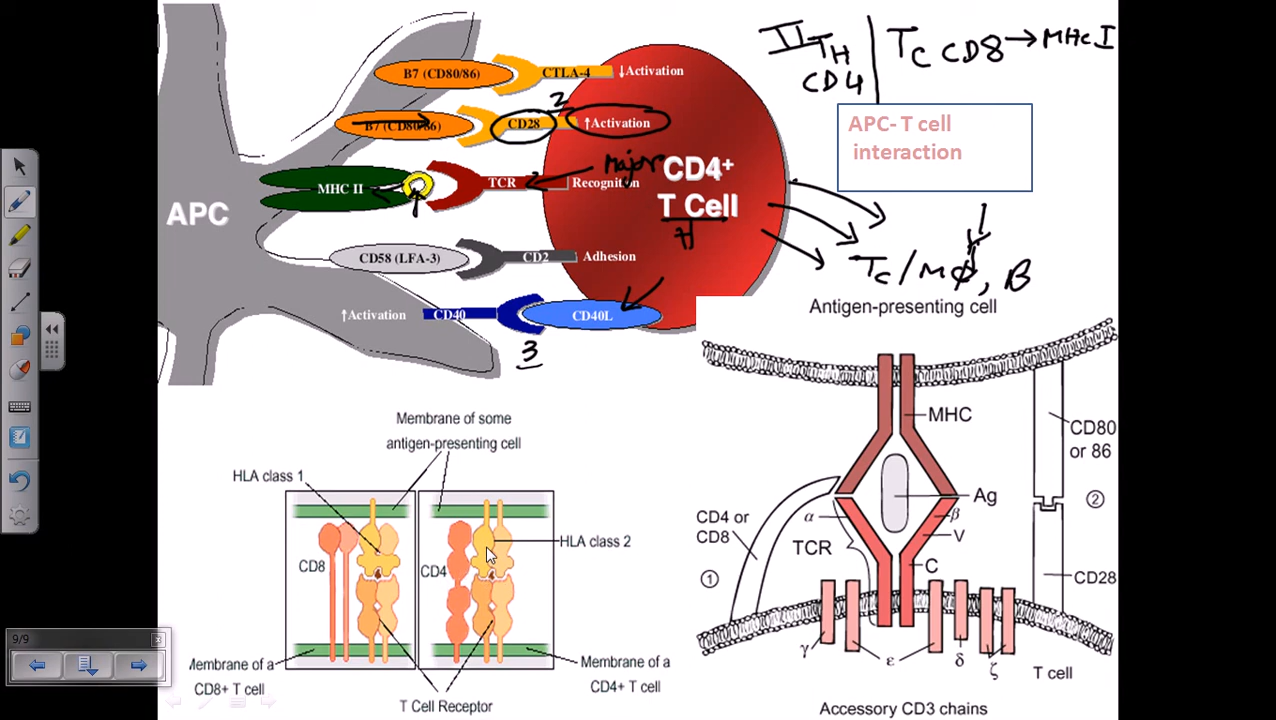 B7 (CD80/86) CTLA-4 ↓Activation
B7 (CD80/86) CD28 2 ↑Activation
MHC II TCR Recognition major
CD4+
T Cell
H
APC
CD58 (LFA-3) CD2 Adhesion
↑Activation CD40 CD40L
3
II TH
CD4
TC CD8 → MHC I
APC- T cell
interaction
TC / MΦ, B
Antigen-presenting cell
MHC
CD80
or 86
Ag
2
CD4 or
CD8
α
β
TCR
V
1
C
CD28
γ
ε
δ
ζ
T cell
Accessory CD3 chains
Membrane of some
antigen-presenting cell
HLA class 1
HLA class 2
CD8
CD4
Membrane of a
CD8+ T cell
Membrane of a
CD4+ T cell
T Cell Receptor
9/9
x